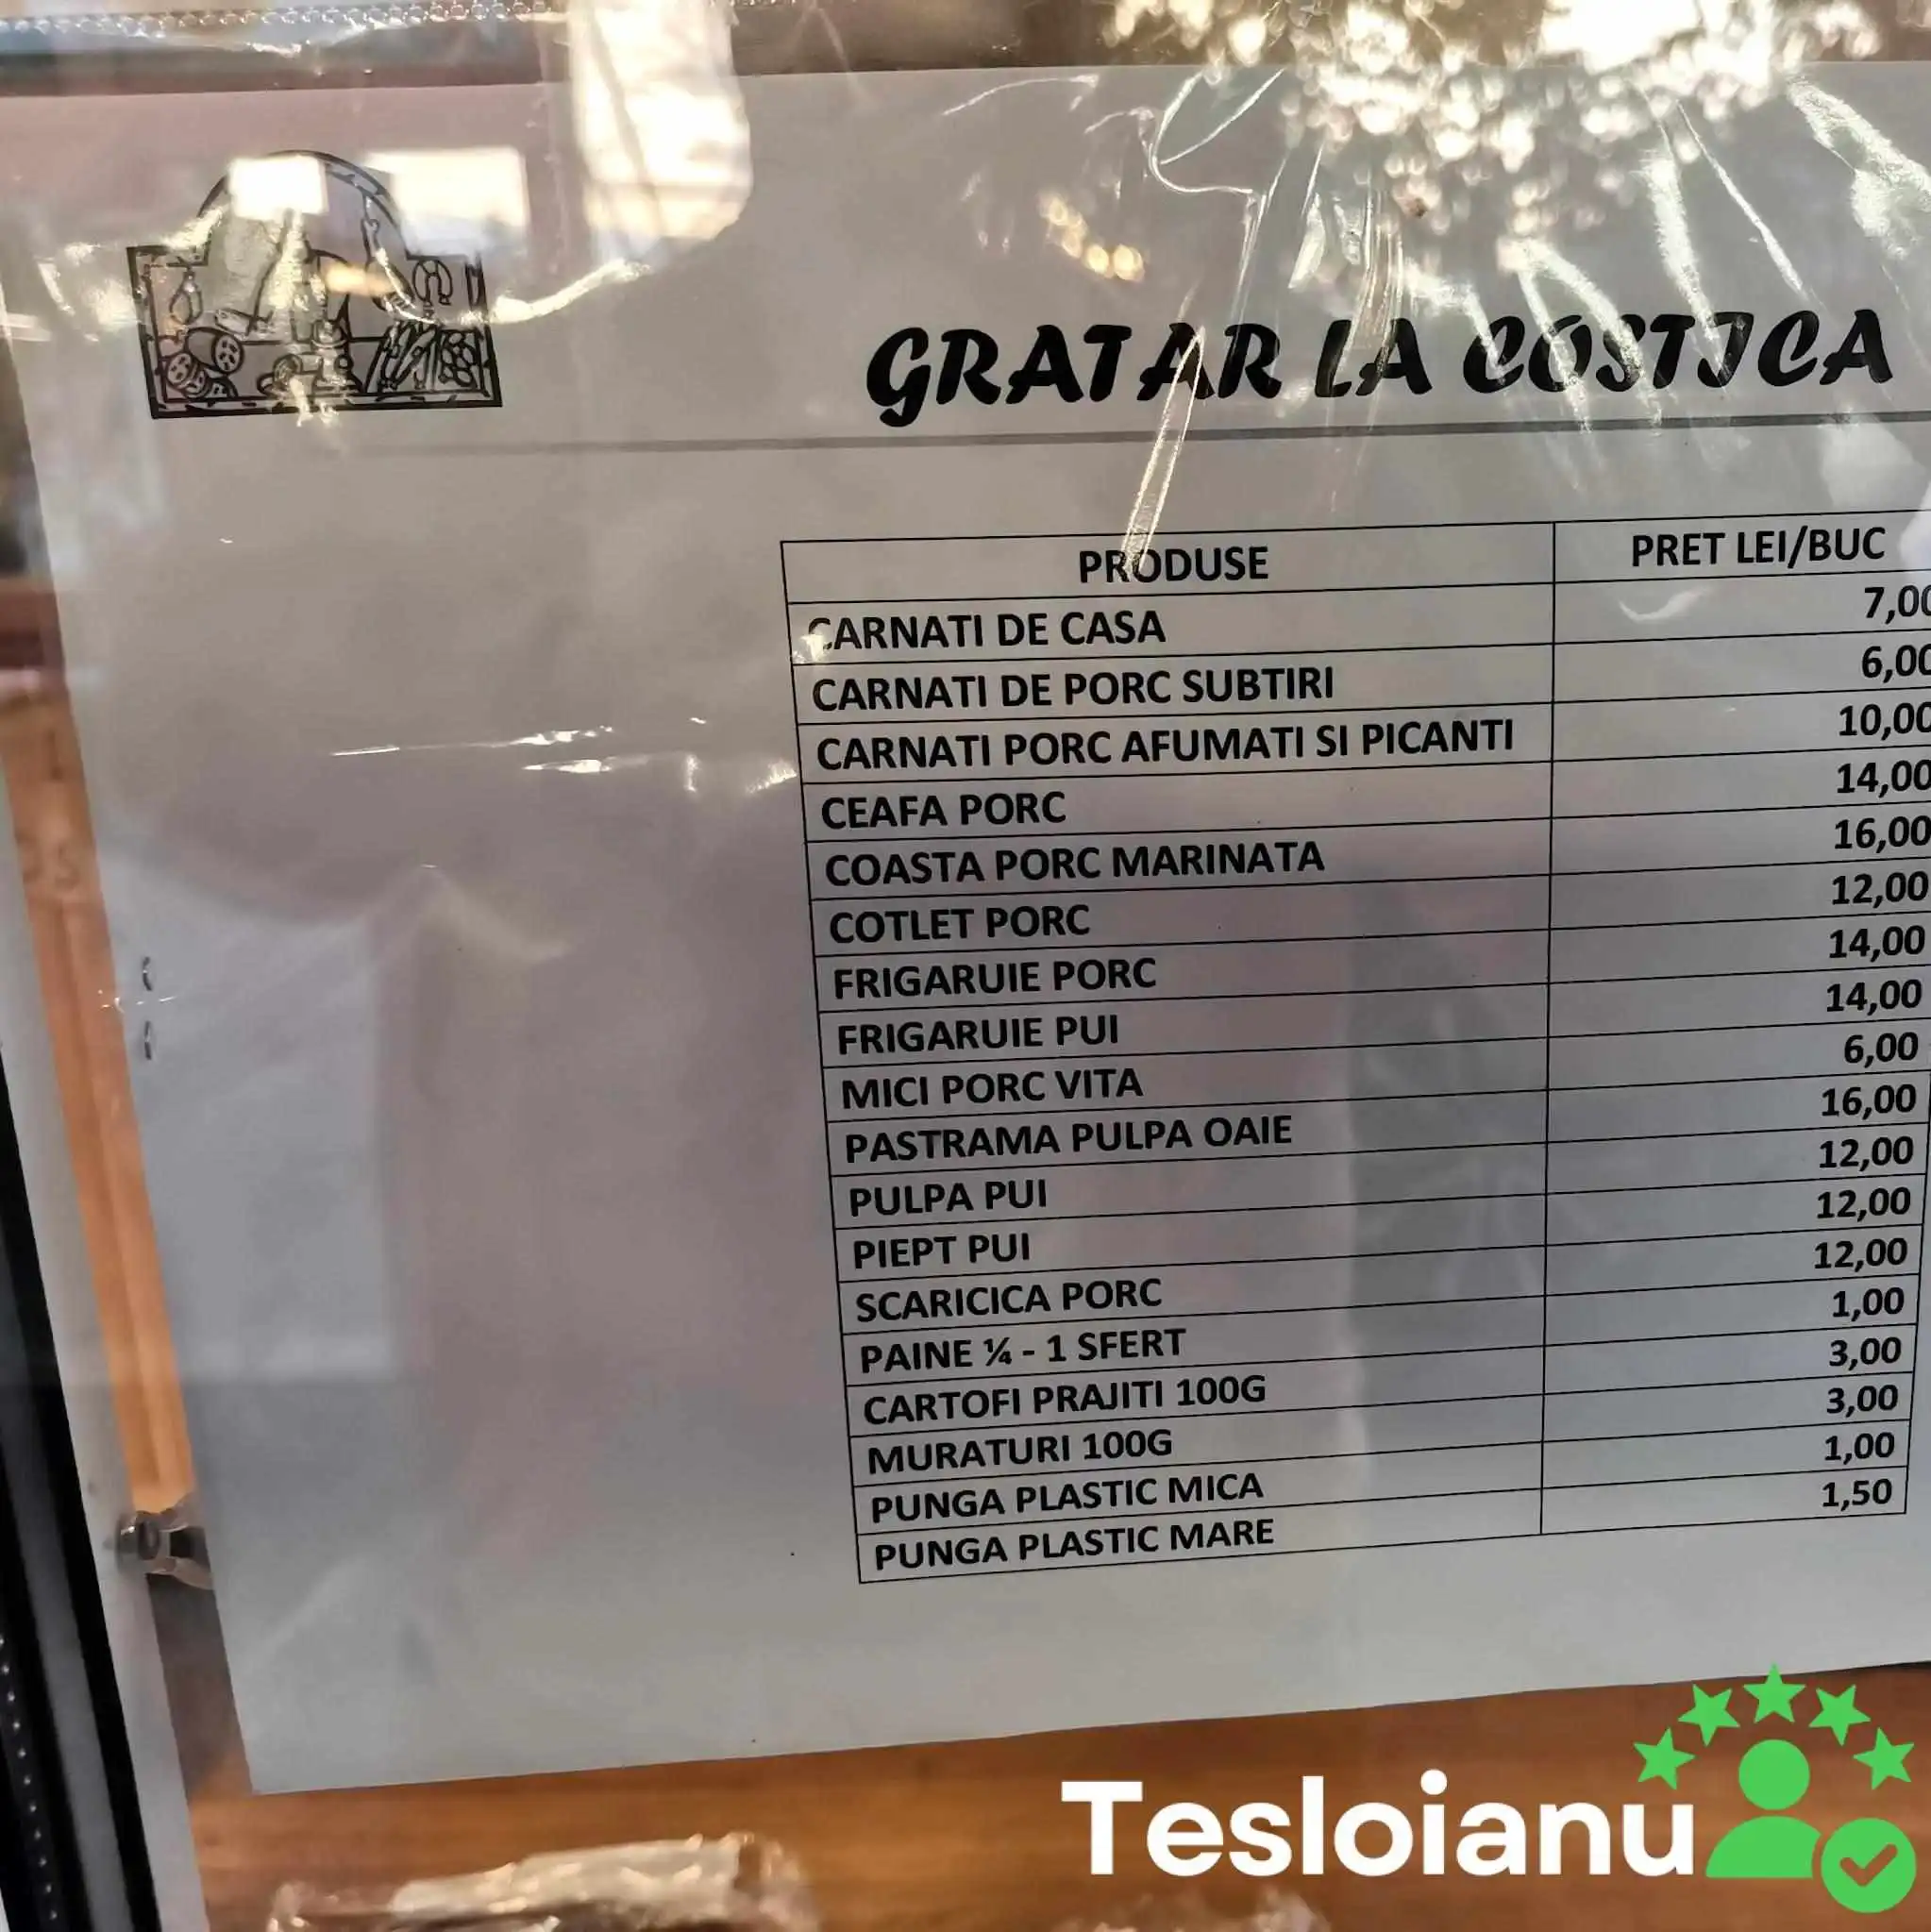 GRATAR LA COSTICA
PRODUSE PRET LEI/BUC
CARNATI DE CASA 7,00
CARNATI DE PORC SUBTIRI 6,00
CARNATI PORC AFUMATI SI PICANTI 10,00
CEAFA PORC 14,00
COASTA PORC MARINATA 16,00
COTLET PORC 12,00
FRIGARUIE PORC 14,00
FRIGARUIE PUI 14,00
MICI PORC VITA 6,00
PASTRAMA PULPA OAIE 16,00
PULPA PUI 12,00
PIEPT PUI 12,00
SCARICICA PORC 12,00
PAINE ¼ - 1 SFERT 1,00
CARTOFI PRAJITI 100G 3,00
MURATURI 100G 3,00
PUNGA PLASTIC MICA 1,00
PUNGA PLASTIC MARE 1,50
Tesloianu